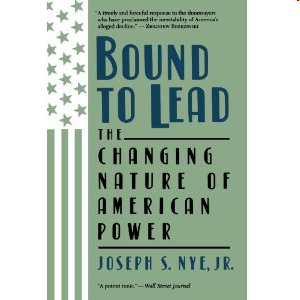 "A timely and forceful response to the doomsayers
who have proclaimed the inevitability of America's
alleged decline."—ZBIGNIEW BRZEZINSKI
BOUND
TO LEAD
THE
CHANGING
NATURE OF
AMERICAN
POWER
JOSEPH S. NYE, JR.
"A potent tonic."—Wall Street Journal